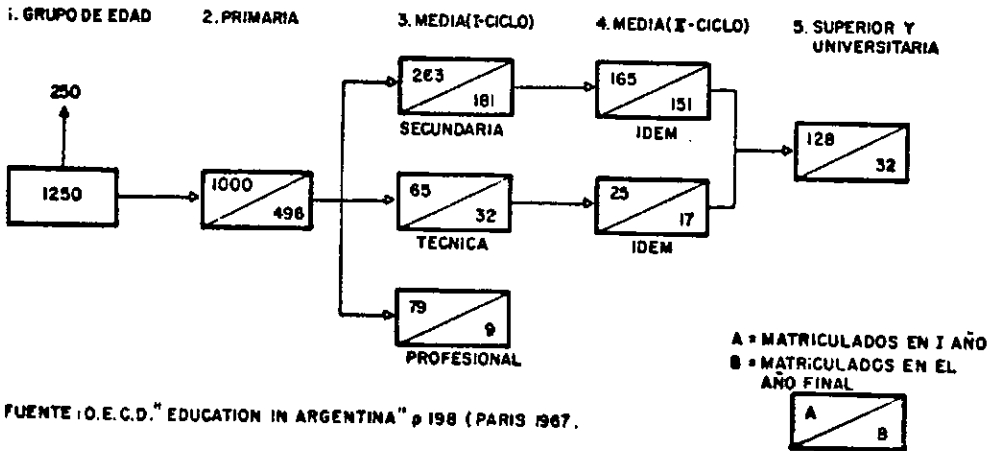 1. GRUPO DE EDAD
2. PRIMARIA
3. MEDIA(I-CICLO)
4. MEDIA(II-CICLO)
5. SUPERIOR Y
UNIVERSITARIA
250
1250
1000
496
263
181
SECUNDARIA
65
32
TECNICA
79
9
PROFESIONAL
165
151
IDEM
25
17
IDEM
128
32
A = MATRICULADOS EN I AÑO
B = MATRICULADOS EN EL
AÑO FINAL
A
B
FUENTE: O.E.C.D." EDUCATION IN ARGENTINA" p 198 (PARIS 1967.